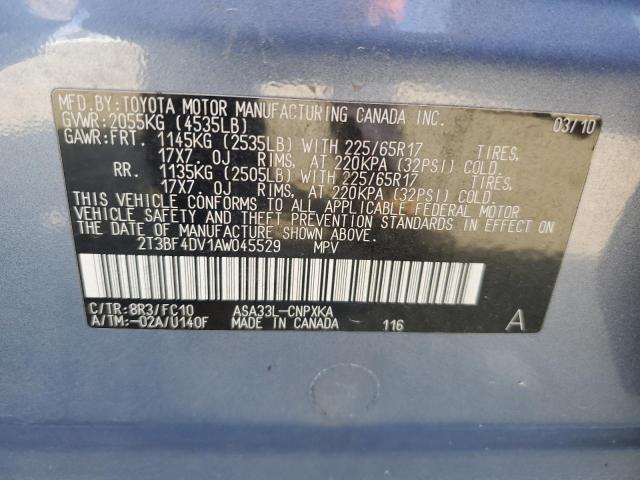 MFD.BY:TOYOTA MOTOR MANUFACTURING CANADA INC. 03/10
GVWR:2055KG (4535LB)
GAWR:FRT. 1145KG (2535LB) WITH 225/65R17 TIRES,
17X7.0J RIMS, AT 220KPA (32PSI) COLD.
RR. 1135KG (2505LB) WITH 225/65R17 TIRES,
17X7.0J RIMS, AT 220KPA (32PSI) COLD.
THIS VEHICLE CONFORMS TO ALL APPLICABLE FEDERAL MOTOR
VEHICLE SAFETY AND THEFT PREVENTION STANDARDS IN EFFECT ON
THE DATE OF MANUFACTURE SHOWN ABOVE.
2T3BF4DV1AW045529 MPV
C/TR:8R3/FC10 ASA33L-CNPXKA
A/TM:-02A/U140F MADE IN CANADA 116 A